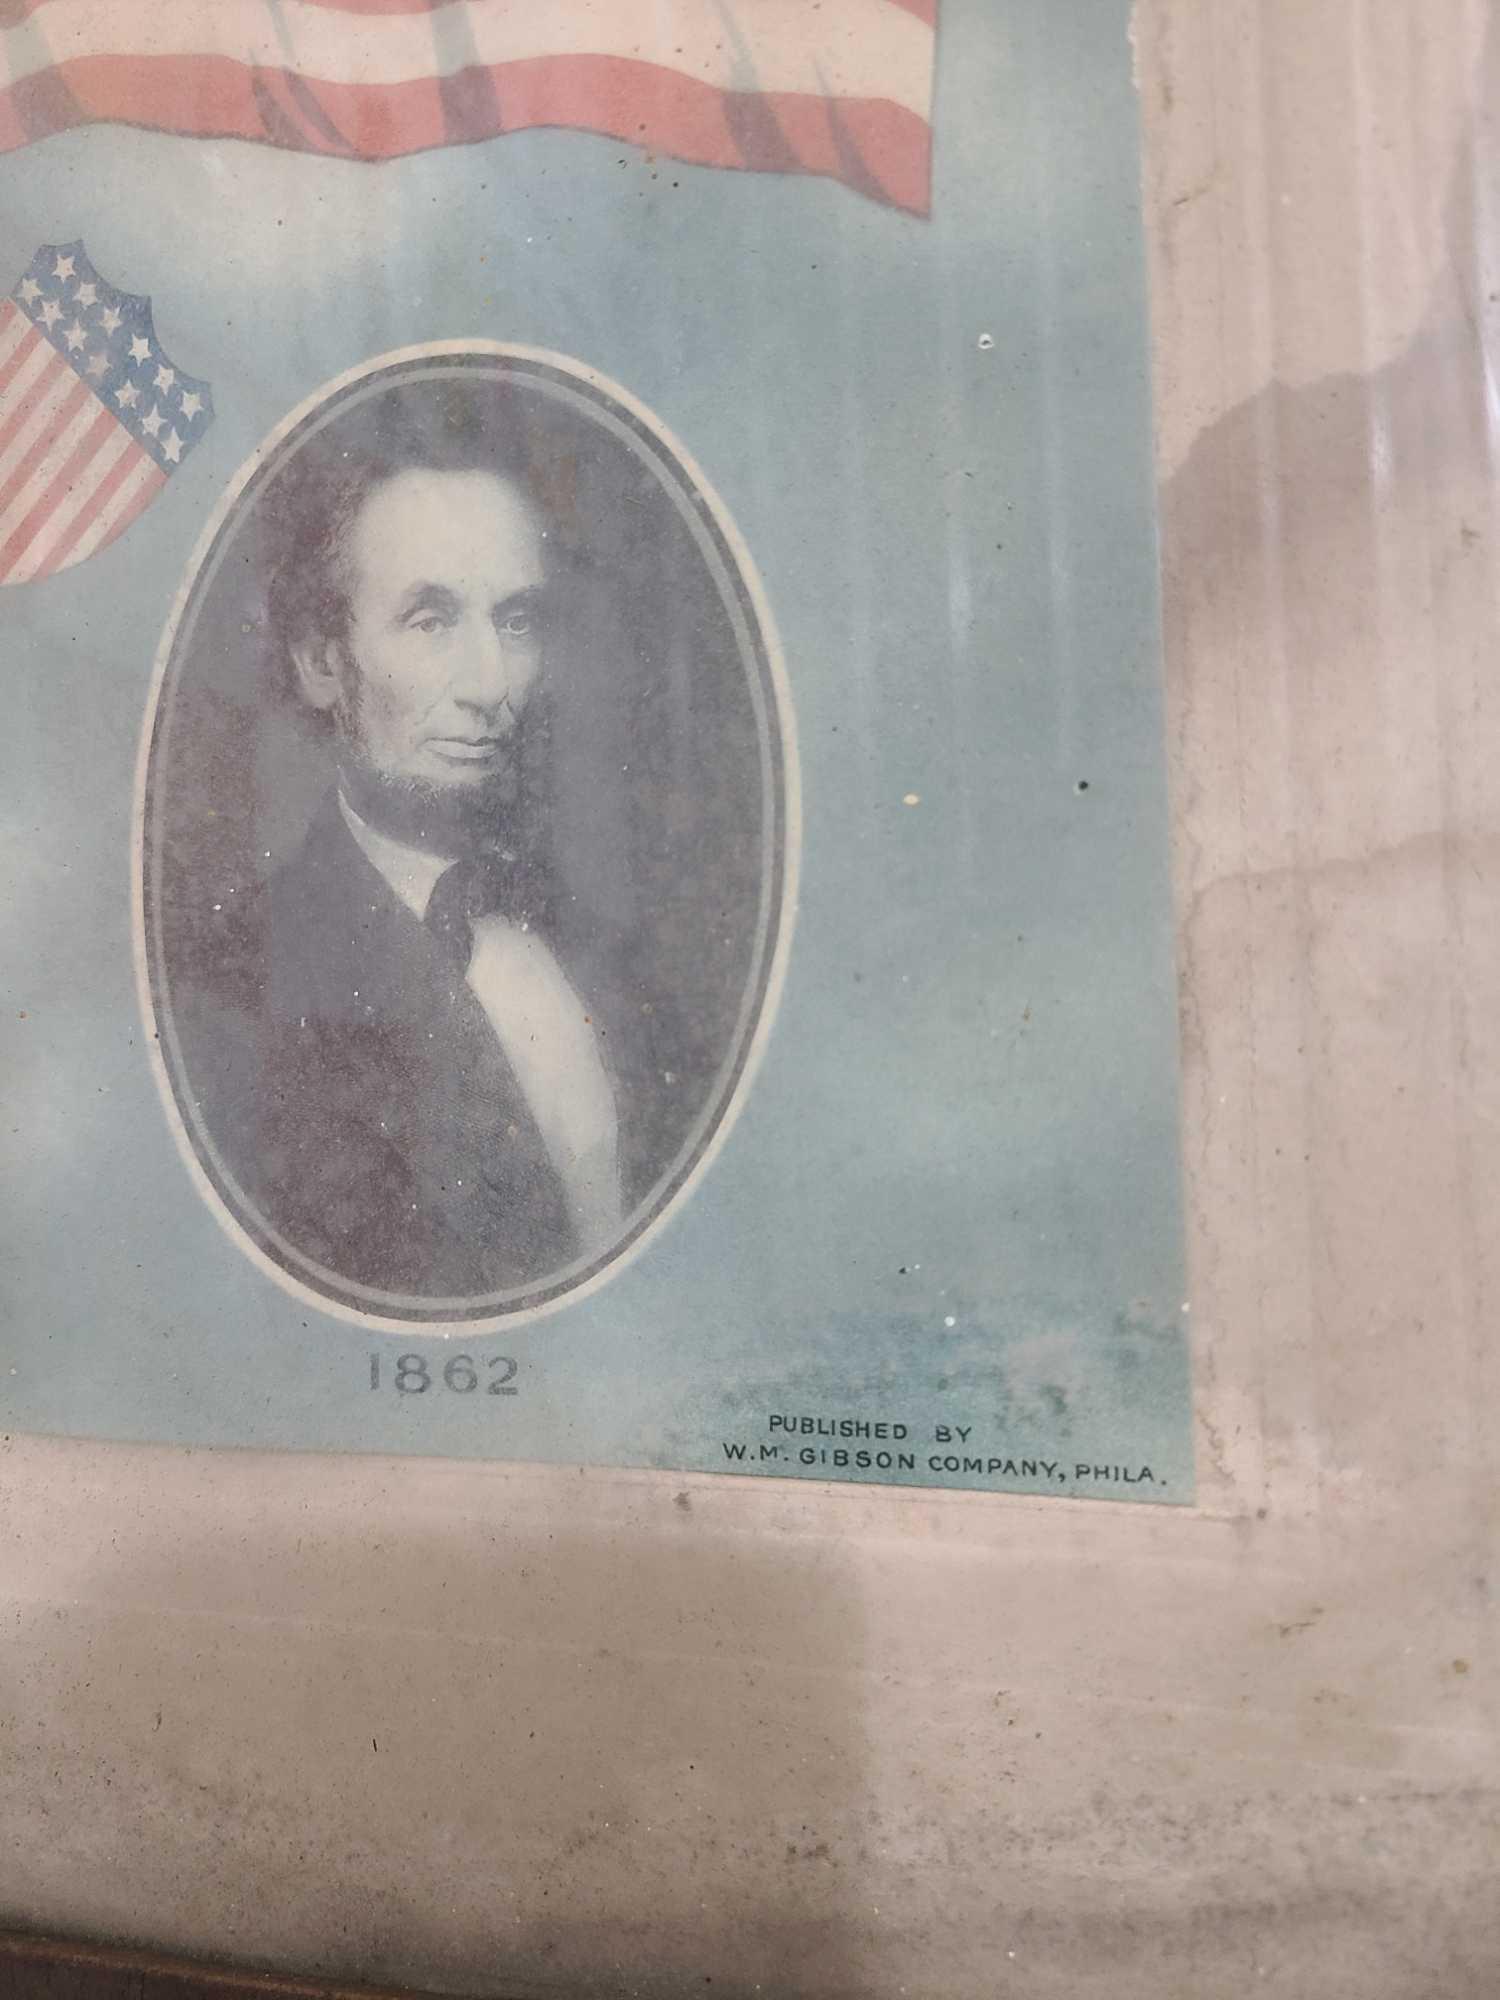 1862
PUBLISHED BY
W.M. GIBSON COMPANY, PHILA.